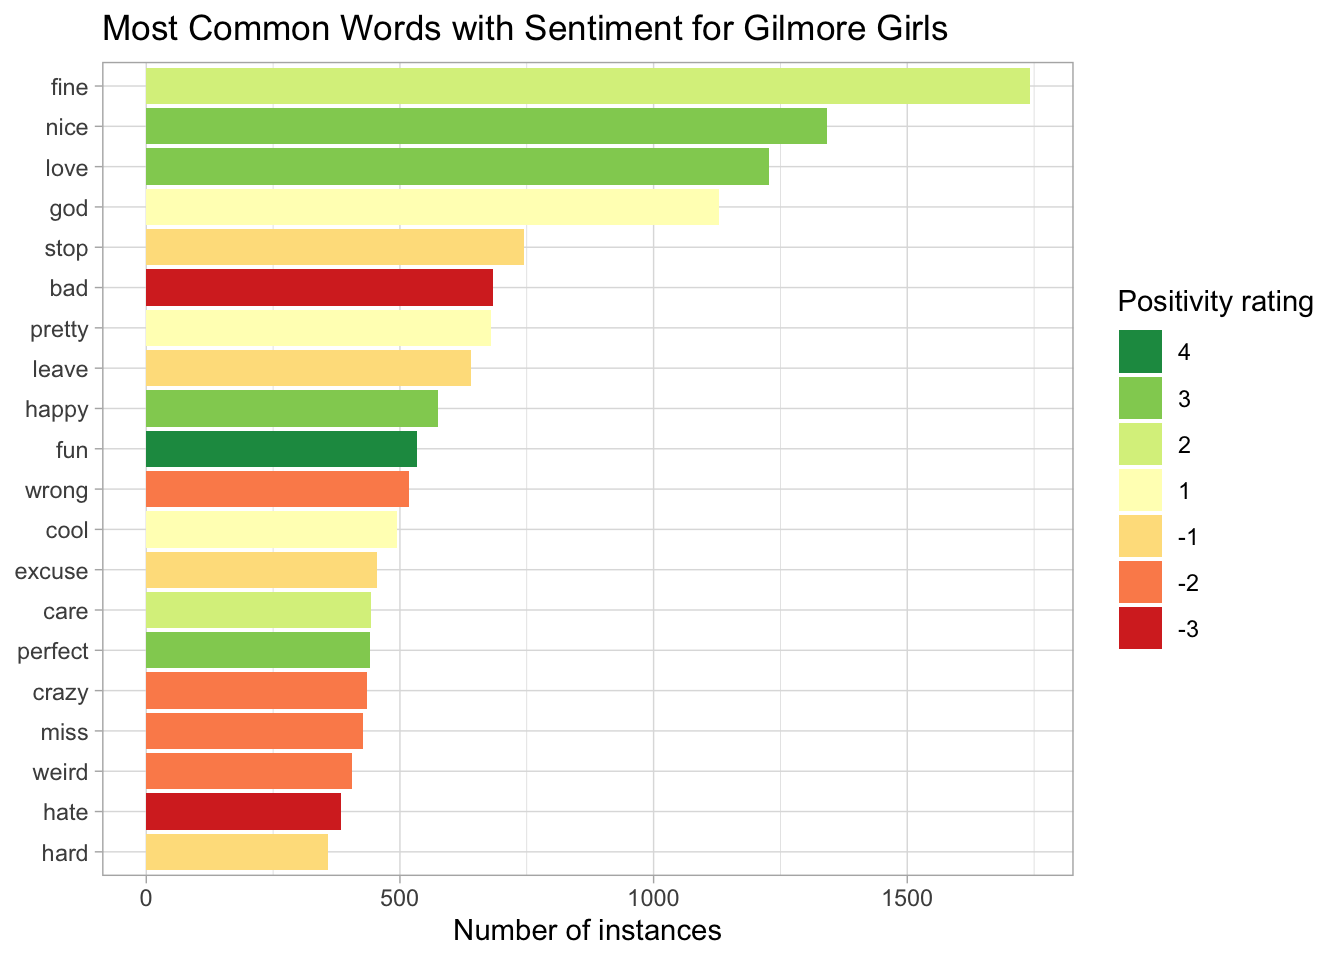 Most Common Words with Sentiment for Gilmore Girls
fine
nice
love
god
stop
bad
pretty
leave
happy
fun
wrong
cool
excuse
care
perfect
crazy
miss
weird
hate
hard
0 500 1000 1500
Number of instances
Positivity rating
4
3
2
1
-1
-2
-3